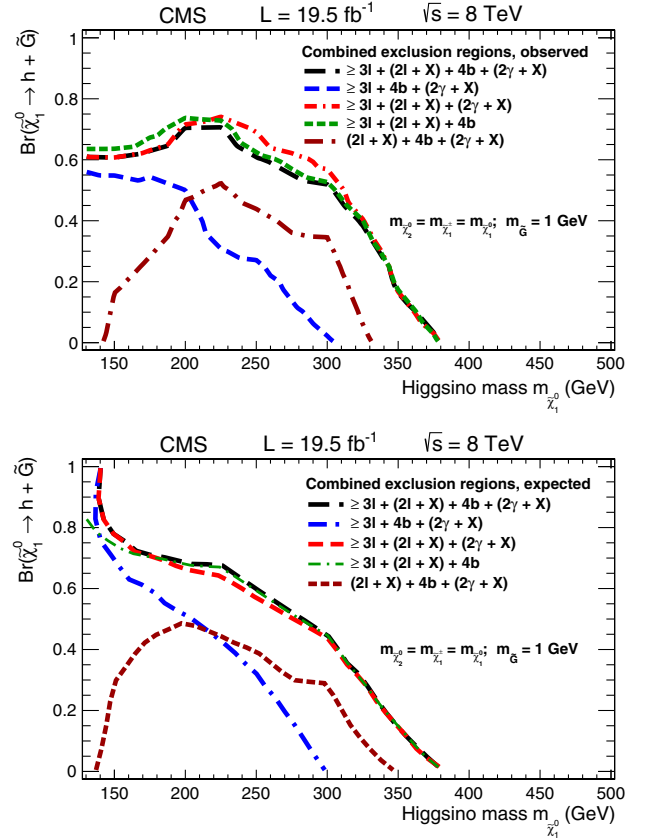 CMS L = 19.5 fb⁻¹ √s = 8 TeV
Br(χ̃₁⁰ → h + G̃)
Combined exclusion regions, observed
≥ 3l + (2l + X) + 4b + (2γ + X)
≥ 3l + 4b + (2γ + X)
≥ 3l + (2l + X) + (2γ + X)
≥ 3l + (2l + X) + 4b
(2l + X) + 4b + (2γ + X)
m_χ̃₂⁰ = m_χ̃₁± = m_χ̃₁⁰; m_G̃ = 1 GeV
1
0.8
0.6
0.4
0.2
0
150 200 250 300 350 400 450 500
Higgsino mass m_χ̃₁⁰ (GeV)
CMS L = 19.5 fb⁻¹ √s = 8 TeV
Br(χ̃₁⁰ → h + G̃)
Combined exclusion regions, expected
≥ 3l + (2l + X) + 4b + (2γ + X)
≥ 3l + 4b + (2γ + X)
≥ 3l + (2l + X) + (2γ + X)
≥ 3l + (2l + X) + 4b
(2l + X) + 4b + (2γ + X)
m_χ̃₂⁰ = m_χ̃₁± = m_χ̃₁⁰; m_G̃ = 1 GeV
1
0.8
0.6
0.4
0.2
0
150 200 250 300 350 400 450 500
Higgsino mass m_χ̃₁⁰ (GeV)